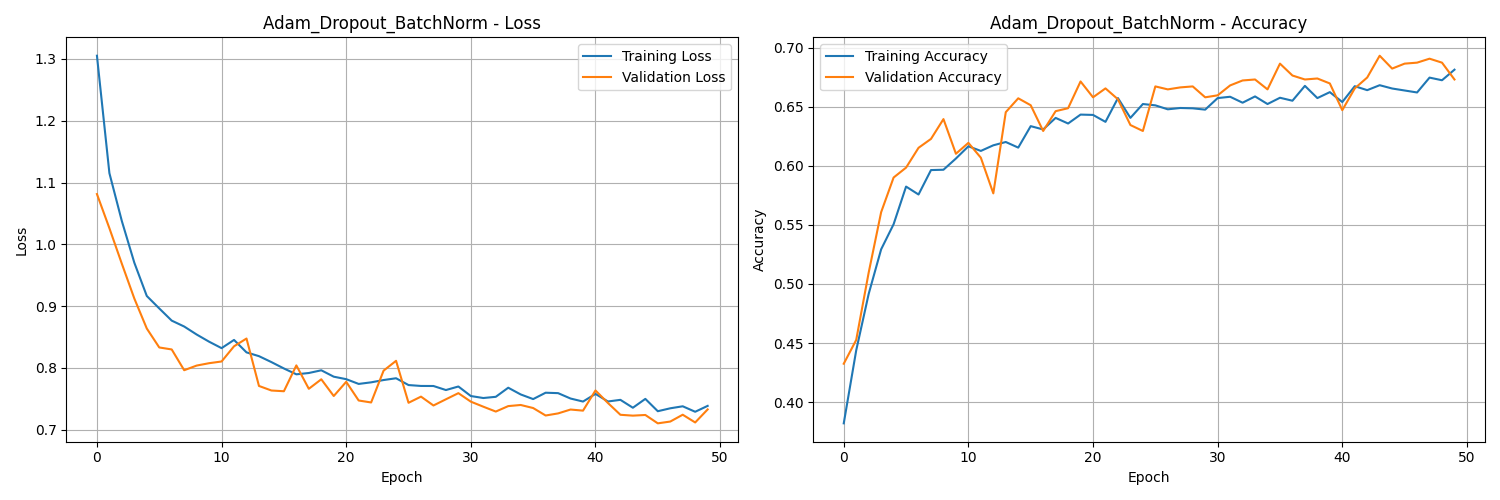 Adam_Dropout_BatchNorm - Loss
Training Loss
Validation Loss
1.3
1.2
1.1
1.0
0.9
0.8
0.7
Loss
0 10 20 30 40 50
Epoch
Adam_Dropout_BatchNorm - Accuracy
Training Accuracy
Validation Accuracy
0.70
0.65
0.60
0.55
0.50
0.45
0.40
Accuracy
0 10 20 30 40 50
Epoch